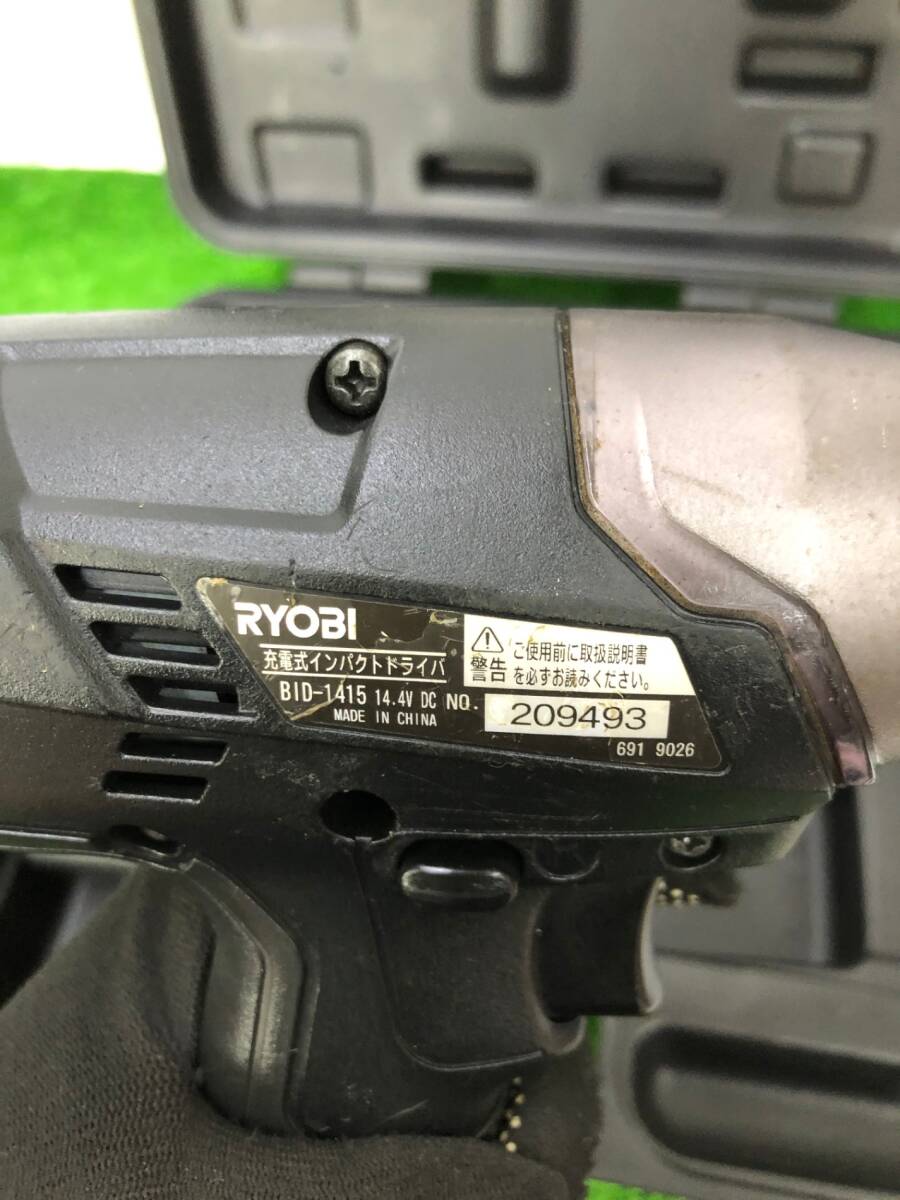 RYOBI
充電式インパクトドライバ
BID-1415 14.4V DC NO. 209493
MADE IN CHINA
警告
ご使用前に取扱説明書
を必ずお読みください。
691 9026